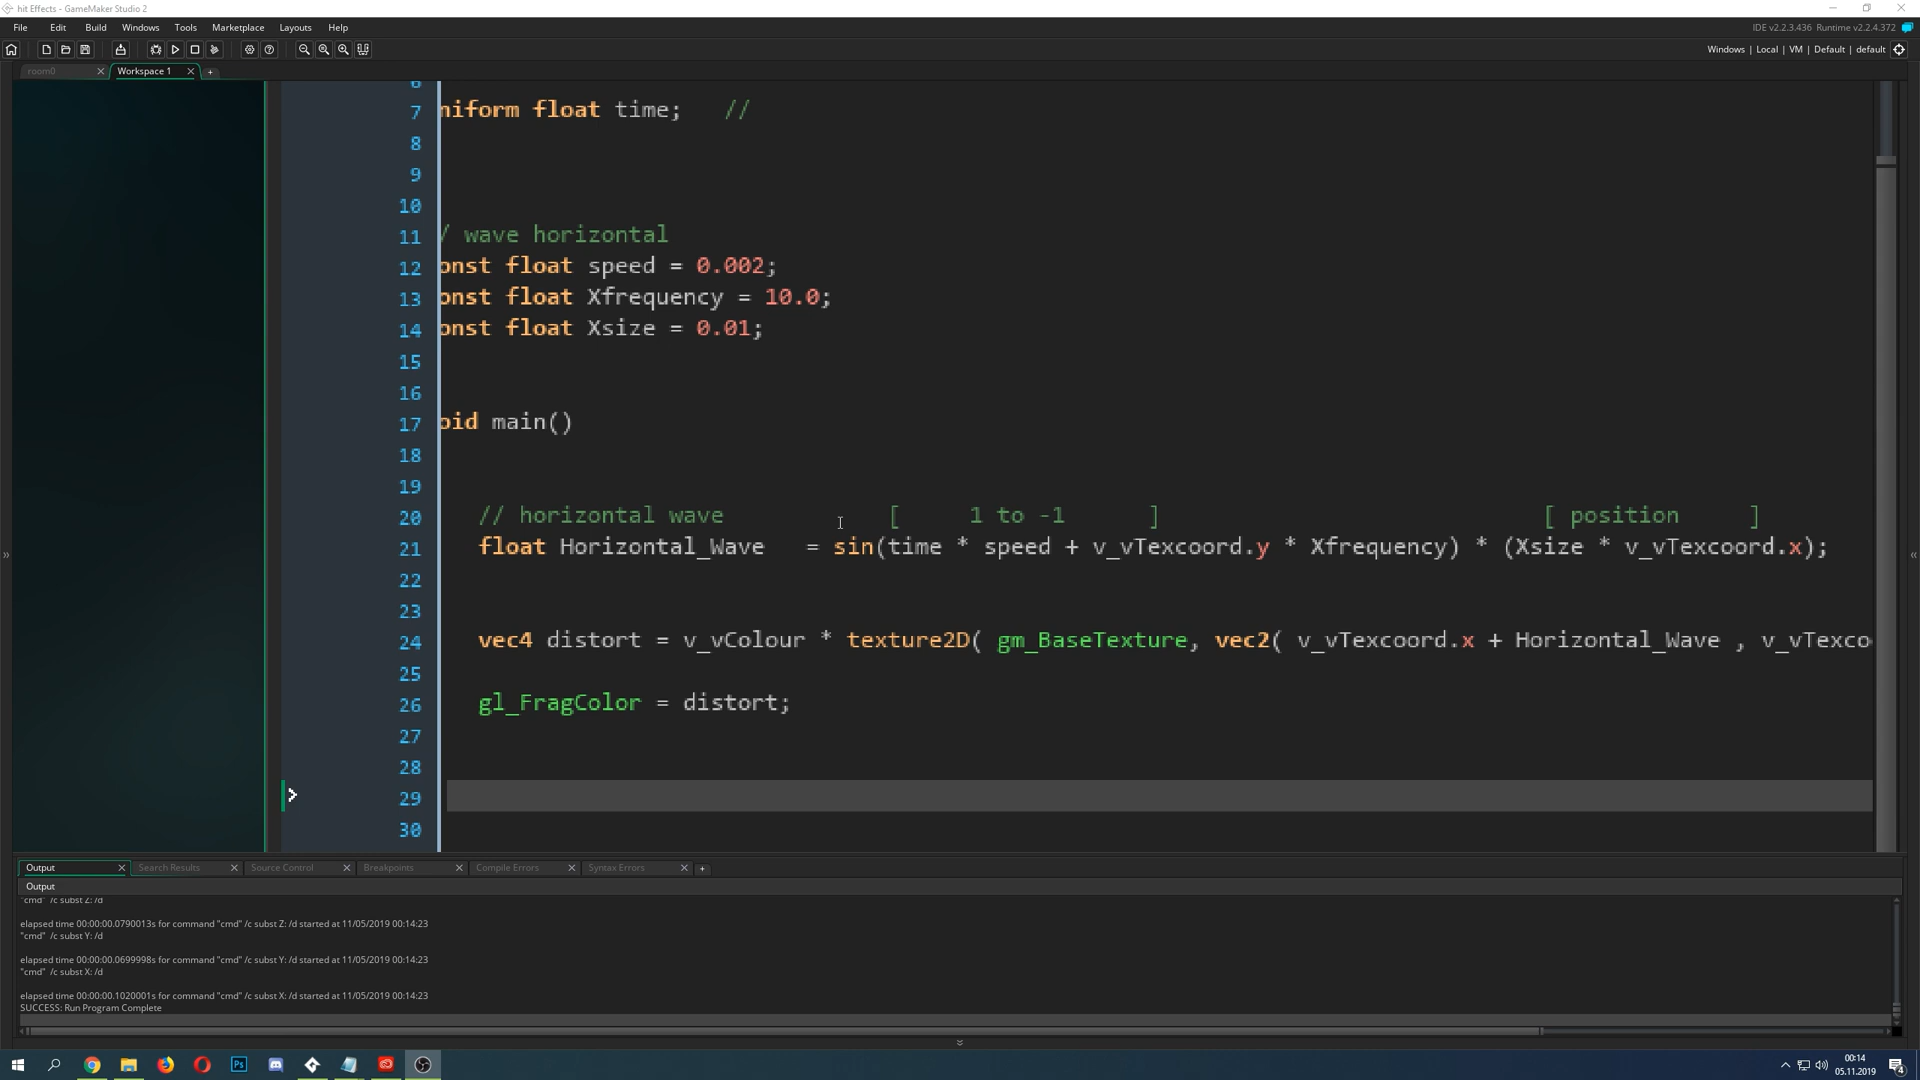 hit Effects - GameMaker Studio 2
File Edit Build Windows Tools Marketplace Layouts Help
IDE v2.2.3.436 Runtime v2.2.4.372
Windows | Local | VM | Default | default
room0
Workspace 1
6
7 niform float time; //
8
9
10
11 / wave horizontal
12 onst float speed = 0.002;
13 onst float Xfrequency = 10.0;
14 onst float Xsize = 0.01;
15
16
17 oid main()
18
19
20 // horizontal wave [ 1 to -1 ] [ position ]
21 float Horizontal_Wave = sin(time * speed + v_vTexcoord.y * Xfrequency) * (Xsize * v_vTexcoord.x);
22
23
24 vec4 distort = v_vColour * texture2D( gm_BaseTexture, vec2( v_vTexcoord.x + Horizontal_Wave , v_vTexco
25
26 gl_FragColor = distort;
27
28
29
30
Output Search Results Source Control Breakpoints Compile Errors Syntax Errors
Output
"cmd" /c subst Z: /d
elapsed time 00:00:00.0790013s for command "cmd" /c subst Z: /d started at 11/05/2019 00:14:23
"cmd" /c subst Y: /d
elapsed time 00:00:00.0699998s for command "cmd" /c subst Y: /d started at 11/05/2019 00:14:23
"cmd" /c subst X: /d
elapsed time 00:00:00.1020001s for command "cmd" /c subst X: /d started at 11/05/2019 00:14:23
SUCCESS: Run Program Complete
Ps
00:14
05.11.2019
4